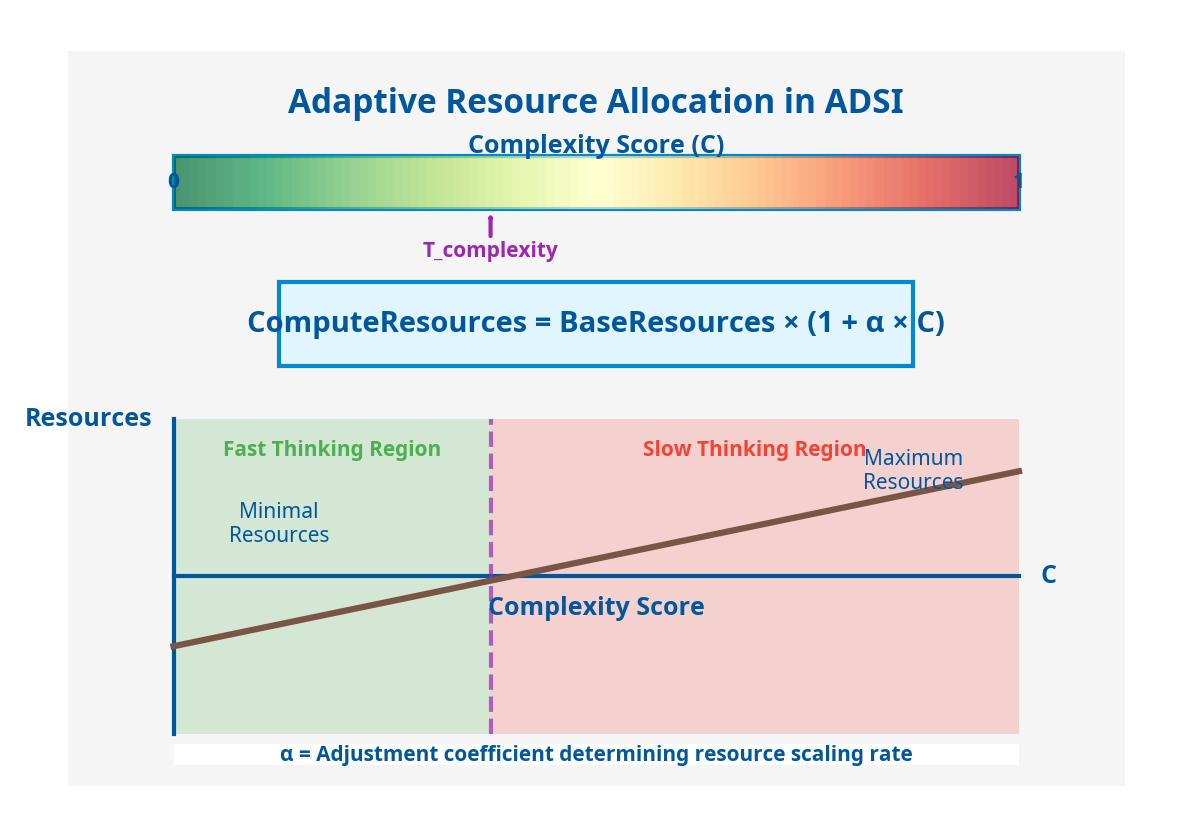 Adaptive Resource Allocation in ADSI
Complexity Score (C)
0
1
T_complexity
ComputeResources = BaseResources × (1 + α × C)
Resources
Fast Thinking Region
Slow Thinking Region
Maximum
Resources
Minimal
Resources
C
Complexity Score
α = Adjustment coefficient determining resource scaling rate